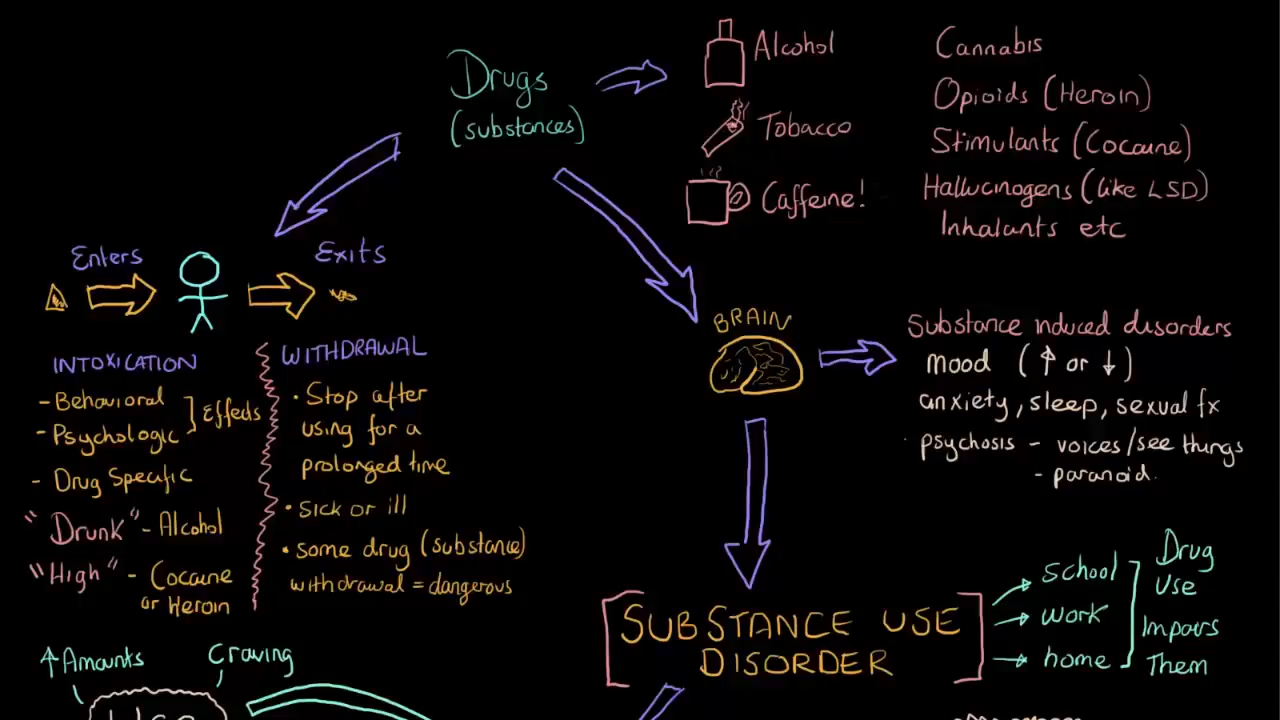 Drugs
(substances)
Alcohol
Tobacco
Caffeine!
Cannabis
Opioids (Heroin)
Stimulants (Cocaine)
Hallucinogens (like LSD)
Inhalants etc
Enters
Exits
INTOXICATION
- Behavioral
- Psychologic
Effects
- Drug Specific
"Drunk" - Alcohol
"High" - Cocaine
or Heroin
WITHDRAWAL
• Stop after
using for a
prolonged time
• Sick or ill
• Some drug (substance)
withdrawal = dangerous
BRAIN
Substance induced disorders
mood (↑ or ↓)
anxiety, sleep, sexual fx
psychosis - voices/see things
- paranoid.
SUBSTANCE USE
DISORDER
school
work
home
Drug
Use
Impairs
Them
↑ Amounts
Craving